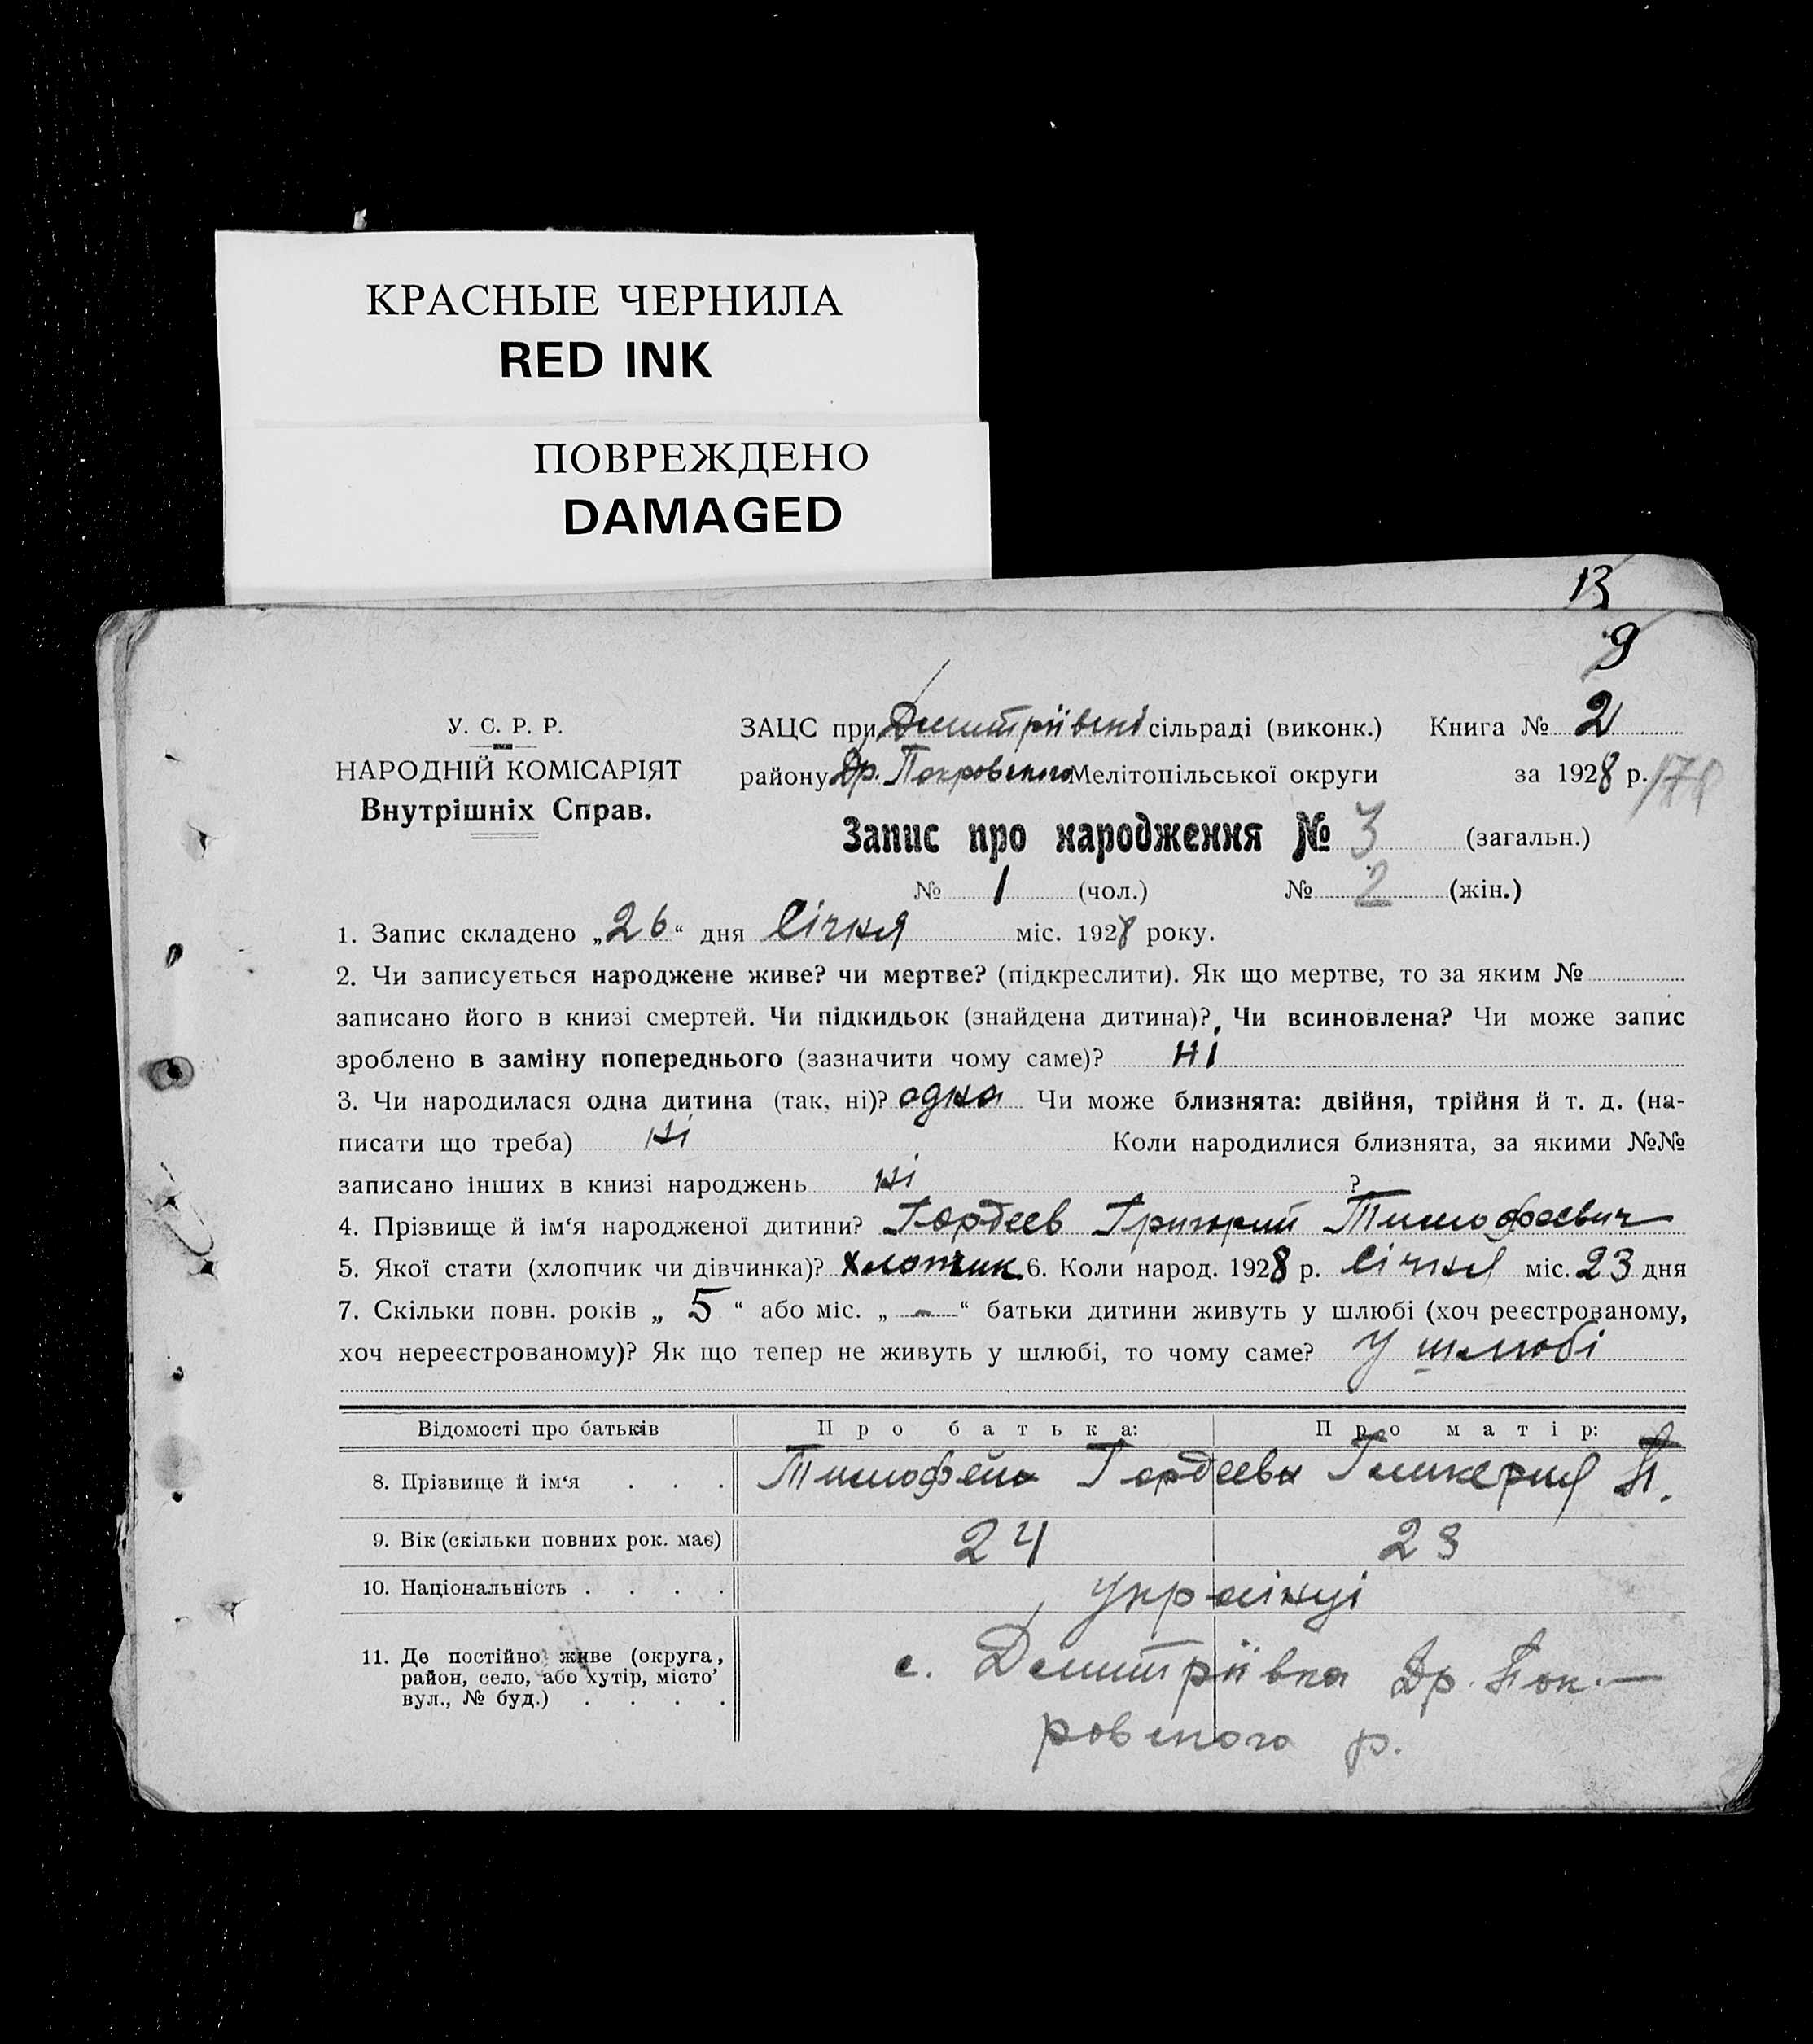 КРАСНЫЕ ЧЕРНИЛА
RED INK
ПОВРЕЖДЕНО
DAMAGED
13
9
У. С. Р. Р.
НАРОДНІЙ КОМІСАРІЯТ
Внутрішніх Справ.
ЗАЦС при Дмитріївскі сільраді (виконк.) Книга № 2
району Др. Покровского Мелітопільської округи за 1928 р.
Запис про народження № 3 (загальн.)
№ 1 (чол.) № 2 (жін.)
1. Запис складено „26“ дня Січня міс. 1928 року.
2. Чи записується народжене живе? чи мертве? (підкреслити). Як що мертве, то за яким №
записано його в книзі смертей. Чи підкидьок (знайдена дитина)? Чи всиновлена? Чи може запис
зроблено в заміну попереднього (зазначити чому саме)? ні
3. Чи народилася одна дитина (так, ні)? одна Чи може близнята: двійня, трійня й т. д. (на-
писати що треба) ні Коли народилися близнята, за якими №№
записано інших в книзі народжень ні ?
4. Прізвище й ім‘я народженої дитини? Гордеев Григорий Тимофеевич
5. Якої стати (хлопчик чи дівчинка)? хлопчик 6. Коли народ. 1928 р. Січня міс. 23 дня
7. Скільки повн. років „ 5 “ або міс. „ - “ батьки дитини живуть у шлюбі (хоч реєстрованому,
хоч нереєстрованому)? Як що тепер не живуть у шлюбі, то чому саме? У шлюбі
Відомості про батьків Про батька: Про матір:
8. Прізвище й ім‘я . . . Тимофей Гордеевы Гликерия П.
9. Вік (скільки повних рок. має) 24 23
10. Національність . . . . українці
11. Де постійно живе (округа,
район, село, або хутір, місто’
вул., № буд.) . . . .
с. Дмитріївка Др. Пок.—
ровского р.